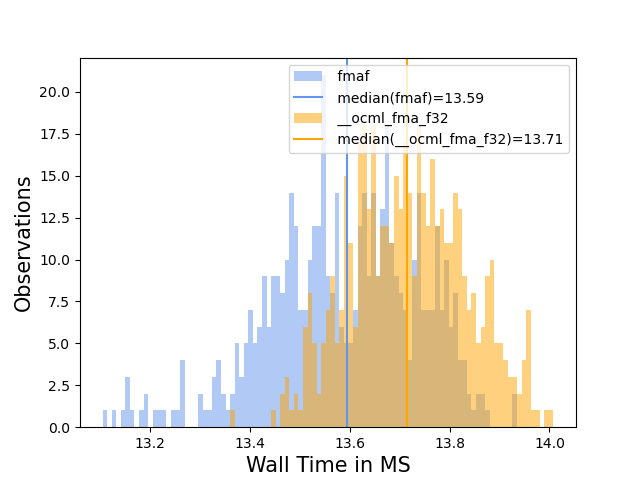 fmaf
median(fmaf)=13.59
__ocml_fma_f32
median(__ocml_fma_f32)=13.71
20.0
17.5
15.0
12.5
10.0
7.5
5.0
2.5
0.0
Observations
13.2 13.4 13.6 13.8 14.0
Wall Time in MS